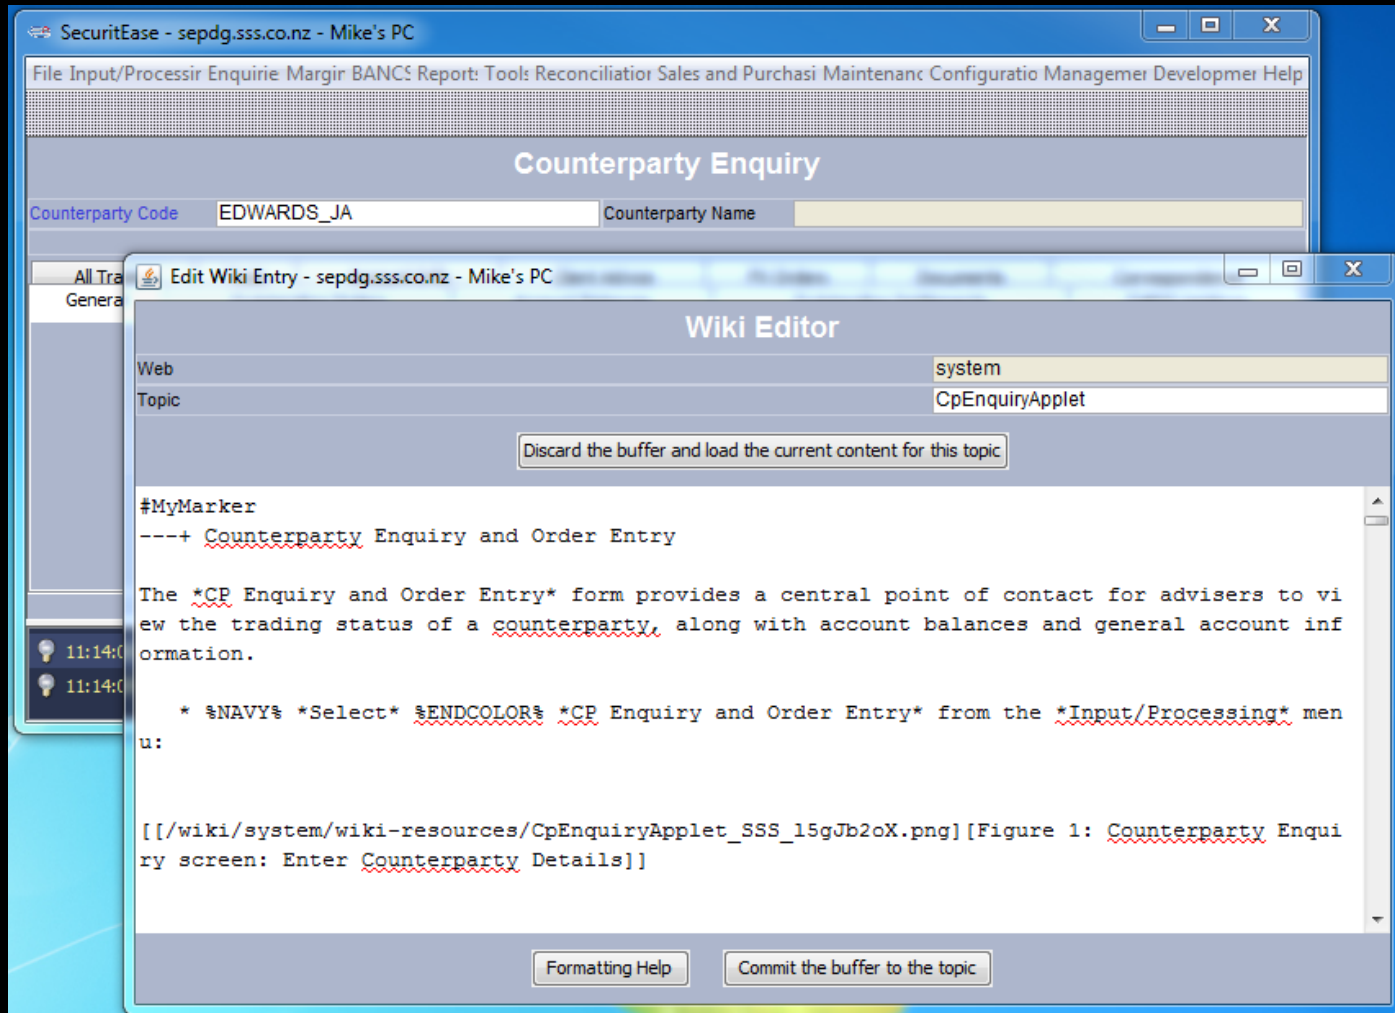 SecuritEase - sepdg.sss.co.nz - Mike's PC
File Input/Processir Enquirie Margir BANCS Report: Tools Reconciliation Sales and Purchasi Maintenanc Configuratio Managemer Developmer Help
Counterparty Enquiry
Counterparty Code EDWARDS_JA Counterparty Name
All Tra
Genera
Edit Wiki Entry - sepdg.sss.co.nz - Mike's PC
Wiki Editor
Web system
Topic CpEnquiryApplet
Discard the buffer and load the current content for this topic
#MyMarker
---+ Counterparty Enquiry and Order Entry
The *CP Enquiry and Order Entry* form provides a central point of contact for advisers to vi
ew the trading status of a counterparty, along with account balances and general account inf
ormation.
* %NAVY% *Select* %ENDCOLOR% *CP Enquiry and Order Entry* from the *Input/Processing* men
u:
[[/wiki/system/wiki-resources/CpEnquiryApplet_SSS_l5gJb2oX.png][Figure 1: Counterparty Enqui
ry screen: Enter Counterparty Details]]
11:14:0
11:14:0
Formatting Help Commit the buffer to the topic